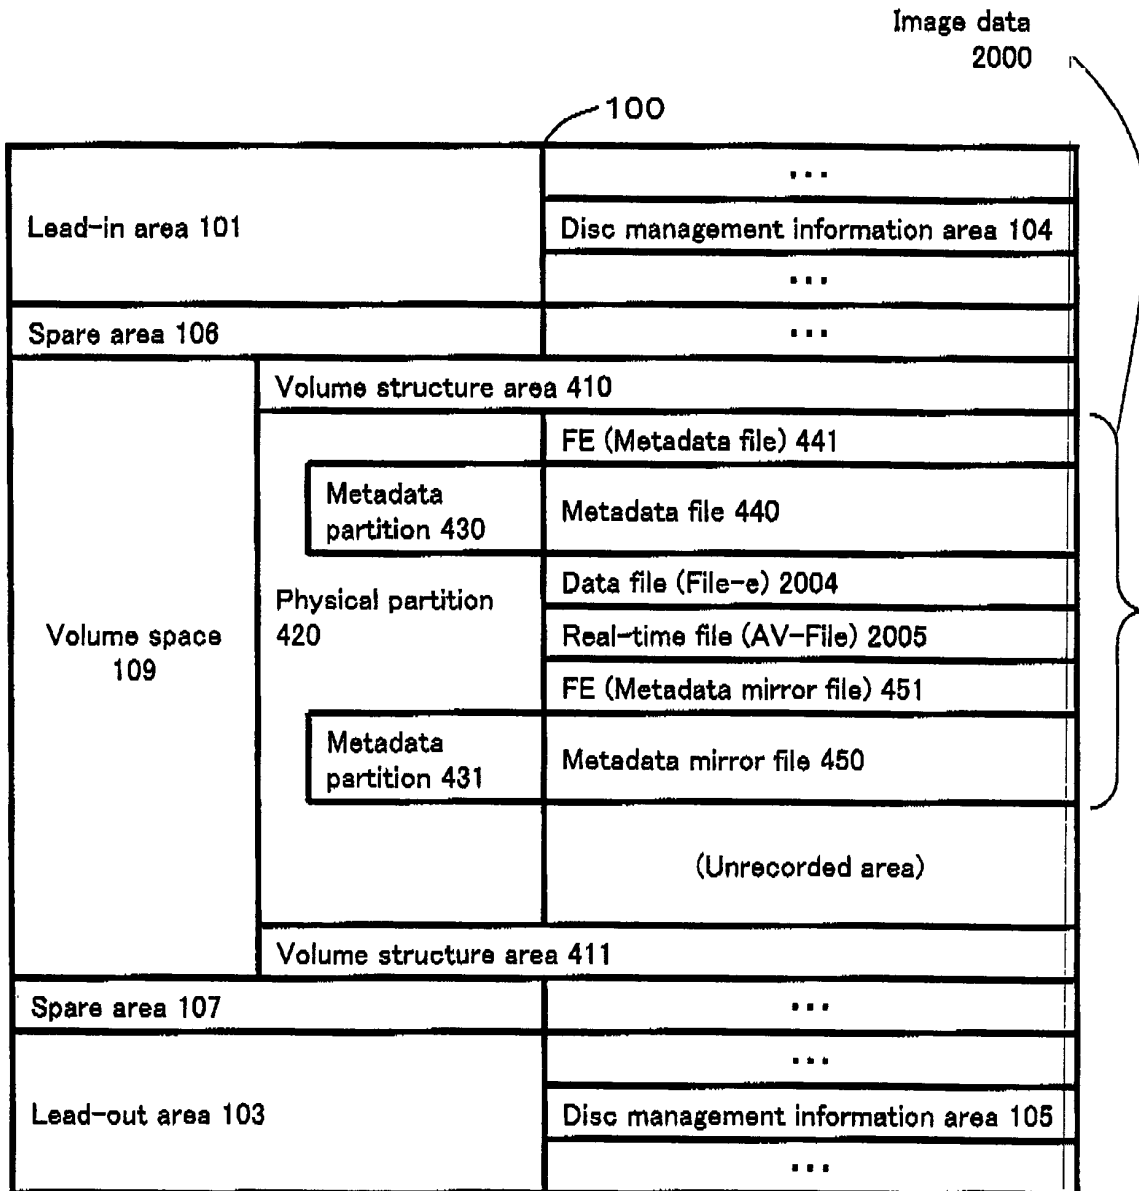 Image data
2000
100
Lead-in area 101
...
Disc management information area 104
...
Spare area 106
...
Volume space
109
Volume structure area 410
Physical partition
420
FE (Metadata file) 441
Metadata
partition 430
Metadata file 440
Data file (File-e) 2004
Real-time file (AV-File) 2005
FE (Metadata mirror file) 451
Metadata
partition 431
Metadata mirror file 450
(Unrecorded area)
Volume structure area 411
Spare area 107
...
Lead-out area 103
...
Disc management information area 105
...